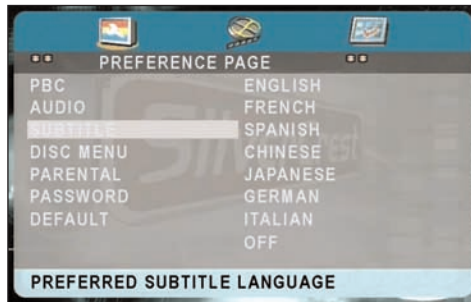 PREFERENCE PAGE
PBC ENGLISH
AUDIO FRENCH
SUBTITLE SPANISH
DISC MENU CHINESE
PARENTAL JAPANESE
PASSWORD GERMAN
DEFAULT ITALIAN
OFF
PREFERRED SUBTITLE LANGUAGE